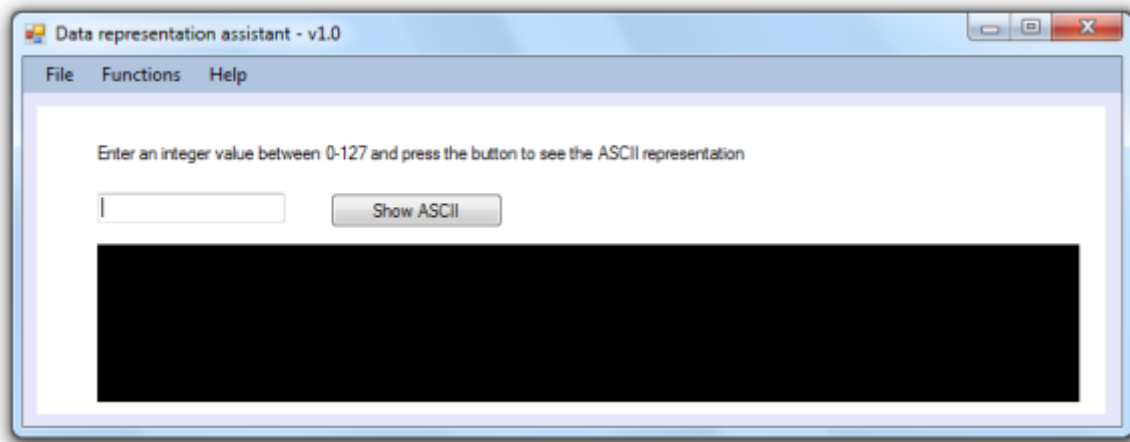 Data representation assistant - v1.0
File Functions Help
Enter an integer value between 0-127 and press the button to see the ASCII representation
Show ASCII